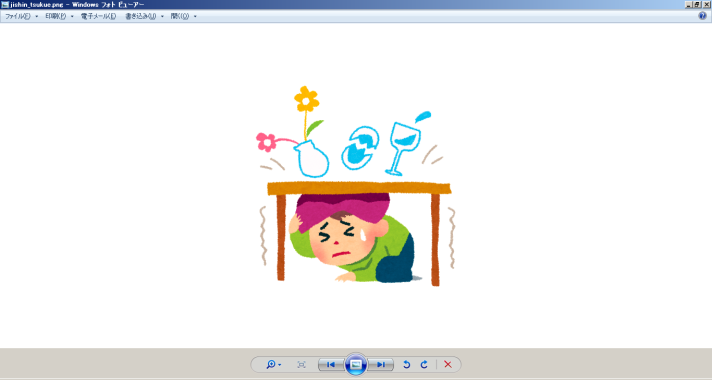 jishin_tsukue.png - Windows フォト ビューアー
ファイル(F) 印刷(P) 電子メール(E) 書き込み(U) 開く(O)